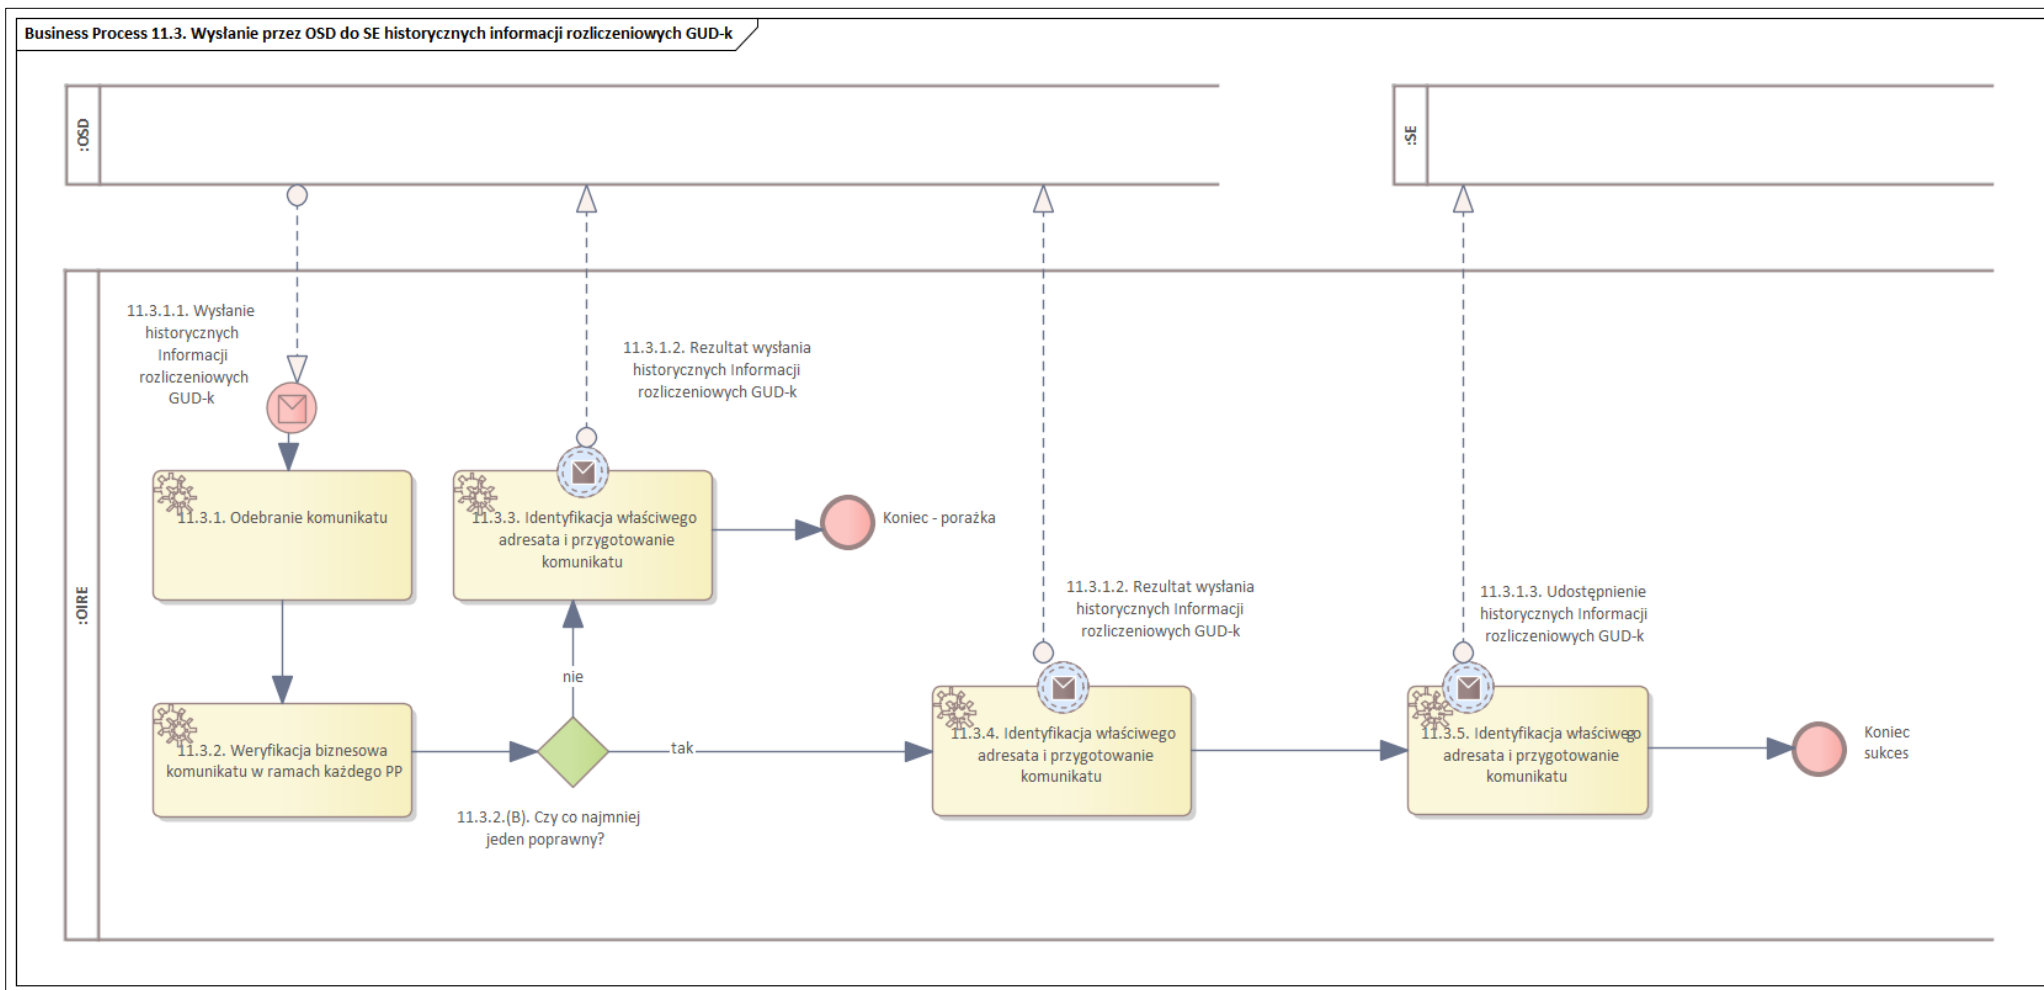 Business Process 11.3. Wysłanie przez OSD do SE historycznych informacji rozliczeniowych GUD-k
:OSD
:SE
:OIRE
11.3.1.1. Wysłanie
historycznych
Informacji
rozliczeniowych
GUD-k
11.3.1.2. Rezultat wysłania
historycznych Informacji
rozliczeniowych GUD-k
11.3.1. Odebranie komunikatu
11.3.3. Identyfikacja właściwego
adresata i przygotowanie
komunikatu
Koniec - porażka
11.3.1.2. Rezultat wysłania
historycznych Informacji
rozliczeniowych GUD-k
11.3.1.3. Udostępnienie
historycznych Informacji
rozliczeniowych GUD-k
nie
11.3.2. Weryfikacja biznesowa
komunikatu w ramach każdego PP
tak
11.3.2.(B). Czy co najmniej
jeden poprawny?
11.3.4. Identyfikacja właściwego
adresata i przygotowanie
komunikatu
11.3.5. Identyfikacja właściwego
adresata i przygotowanie
komunikatu
Koniec
sukces